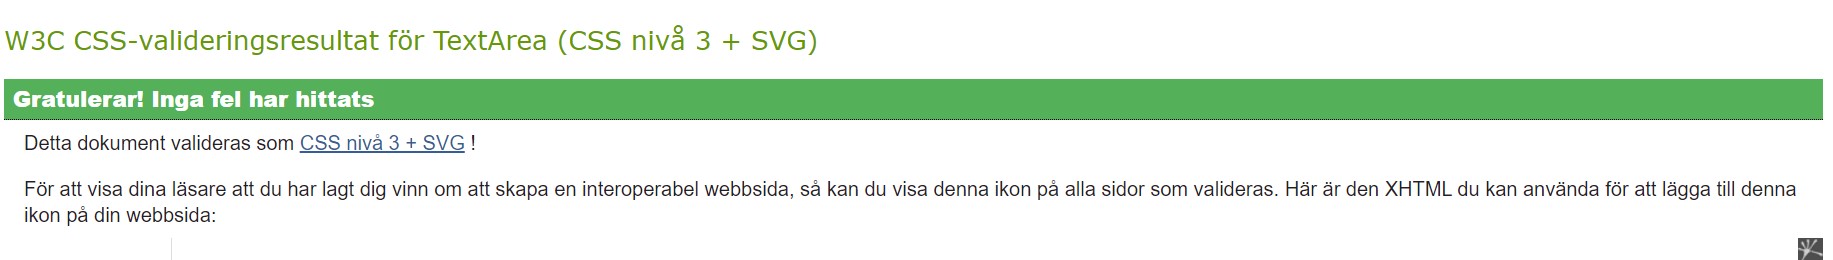 W3C CSS-valideringsresultat för TextArea (CSS nivå 3 + SVG)
Gratulerar! Inga fel har hittats
Detta dokument valideras som CSS nivå 3 + SVG !
För att visa dina läsare att du har lagt dig vinn om att skapa en interoperabel webbsida, så kan du visa denna ikon på alla sidor som valideras. Här är den XHTML du kan använda för att lägga till denna
ikon på din webbsida: